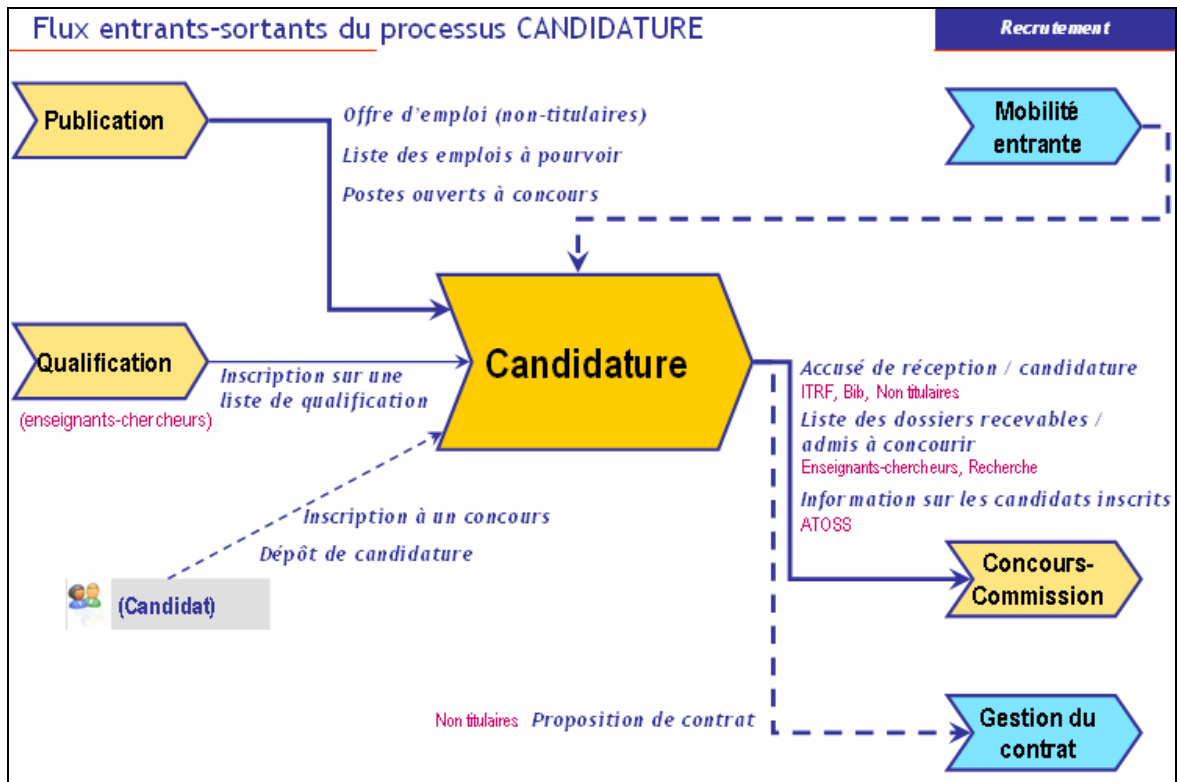 Flux entrants-sortants du processus CANDIDATURE
Recrutement
Publication
Offre d'emploi (non-titulaires)
Liste des emplois à pourvoir
Postes ouverts à concours
Mobilité
entrante
Qualification
(enseignants-chercheurs)
Inscription sur une
liste de qualification
Candidature
Accusé de réception / candidature
ITRF, Bib, Non titulaires
Liste des dossiers recevables /
admis à concourir
Enseignants-chercheurs, Recherche
Information sur les candidats inscrits
ATOSS
Inscription à un concours
Dépôt de candidature
(Candidat)
Concours-
Commission
Non titulaires Proposition de contrat
Gestion du
contrat